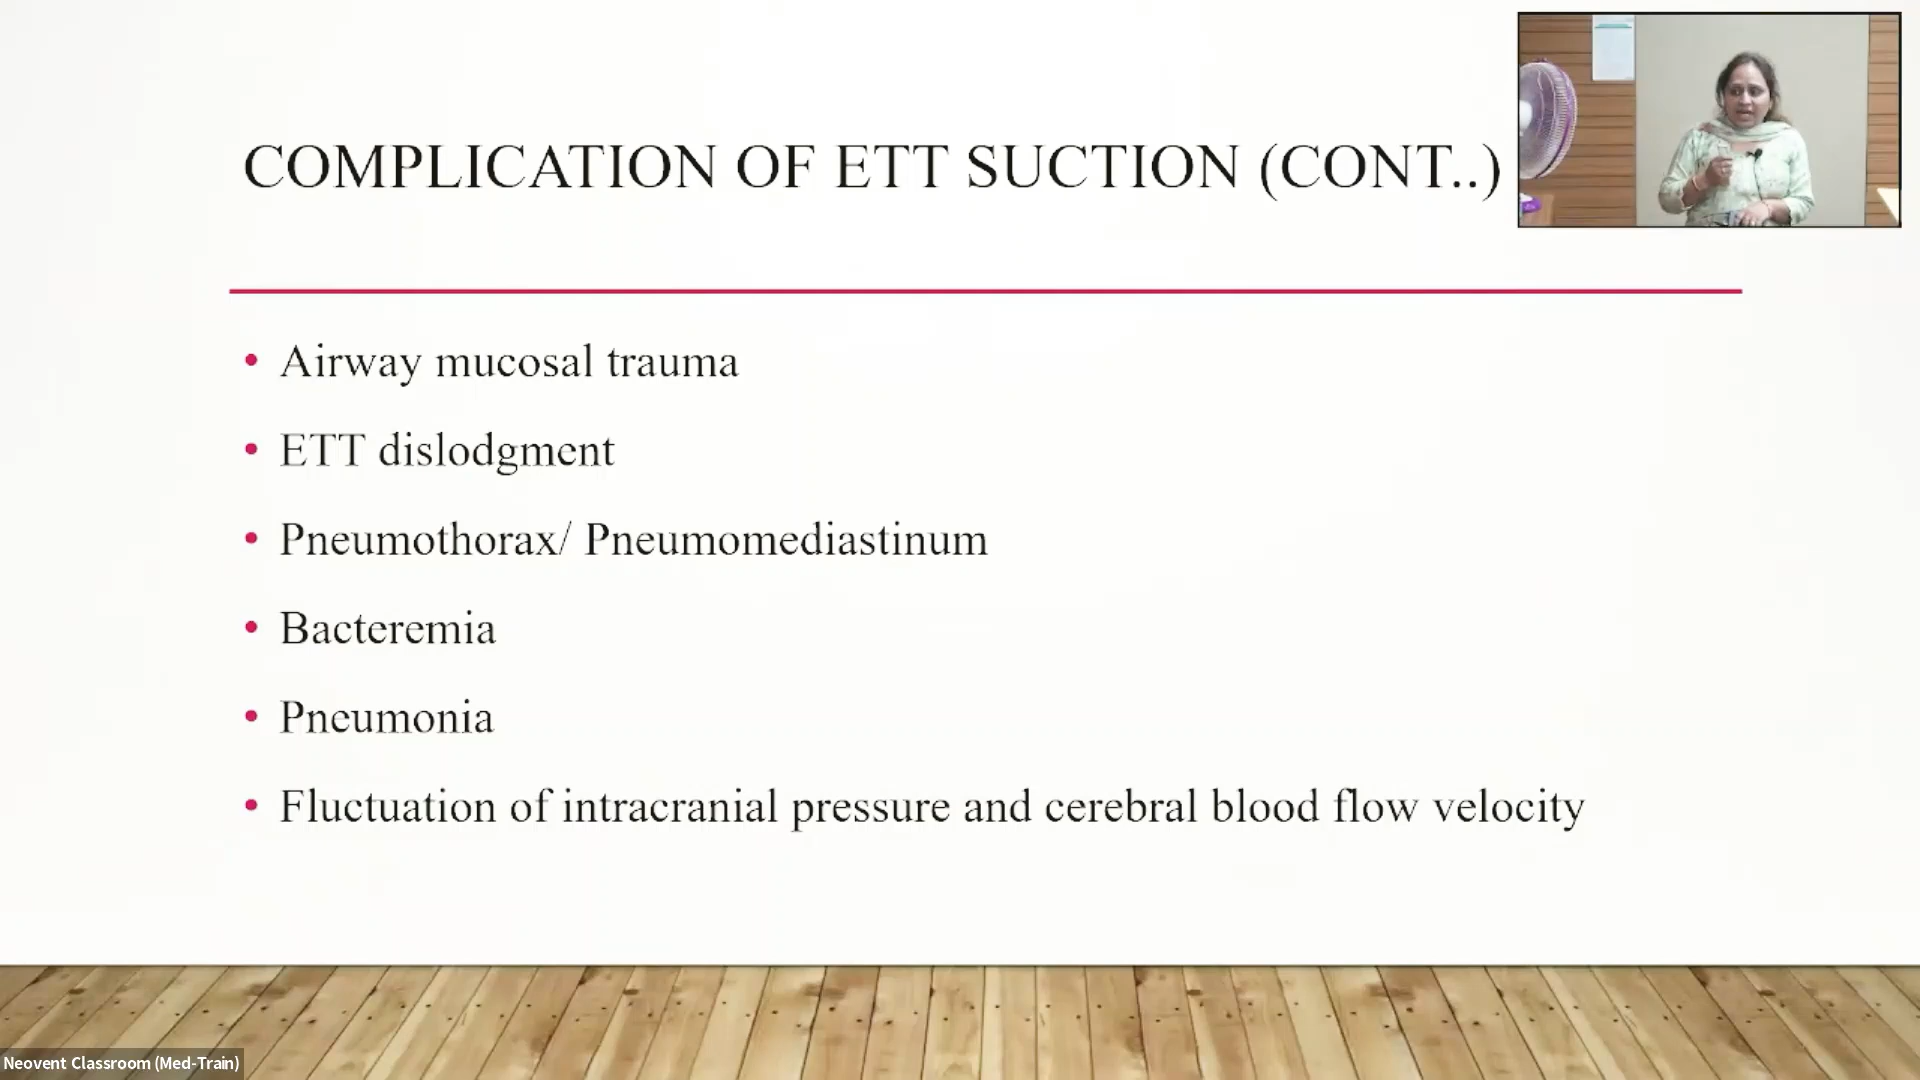 COMPLICATION OF ETT SUCTION (CONT..)
• Airway mucosal trauma
• ETT dislodgment
• Pneumothorax/ Pneumomediastinum
• Bacteremia
• Pneumonia
• Fluctuation of intracranial pressure and cerebral blood flow velocity
Neovent Classroom (Med-Train)